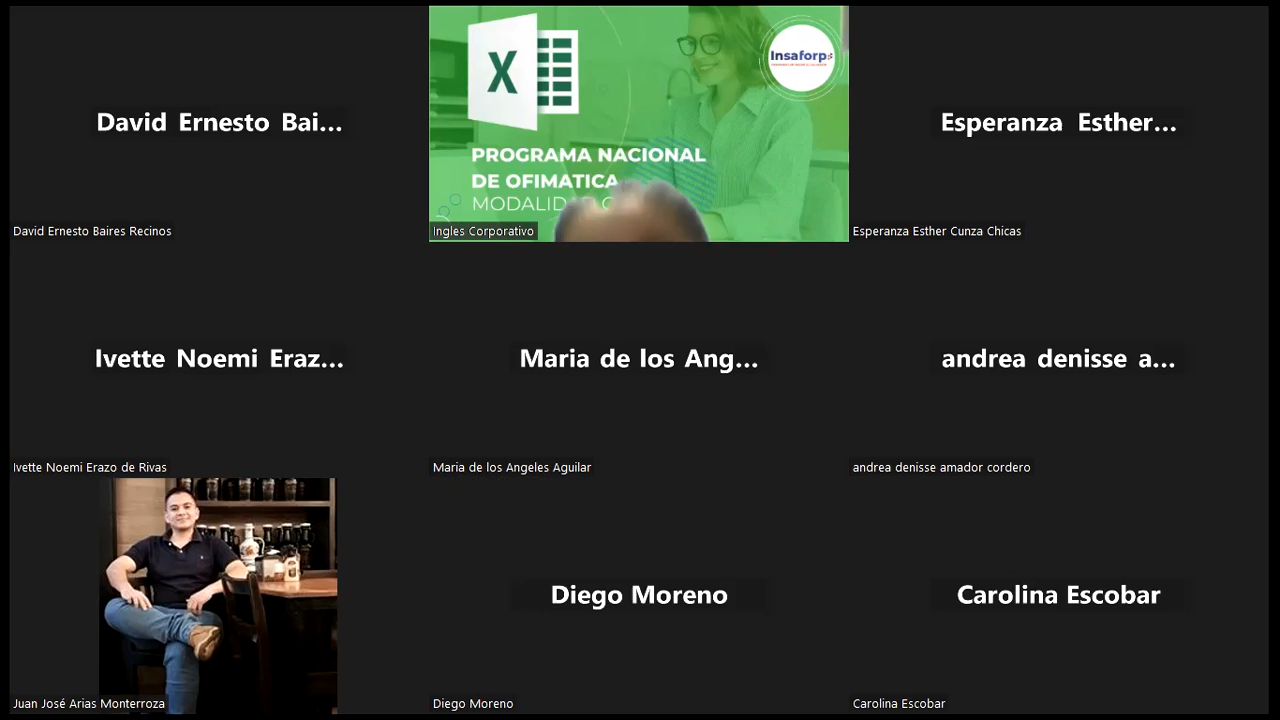 David Ernesto Bai...
David Ernesto Baires Recinos
X
Insaforp
PROGRAMA NACIONAL
DE OFIMATICA
MODALID
Ingles Corporativo
Esperanza Esther...
Esperanza Esther Cunza Chicas
Ivette Noemi Eraz...
Ivette Noemi Erazo de Rivas
Maria de los Ang...
Maria de los Angeles Aguilar
andrea denisse a...
andrea denisse amador cordero
Juan José Arias Monterroza
Diego Moreno
Diego Moreno
Carolina Escobar
Carolina Escobar